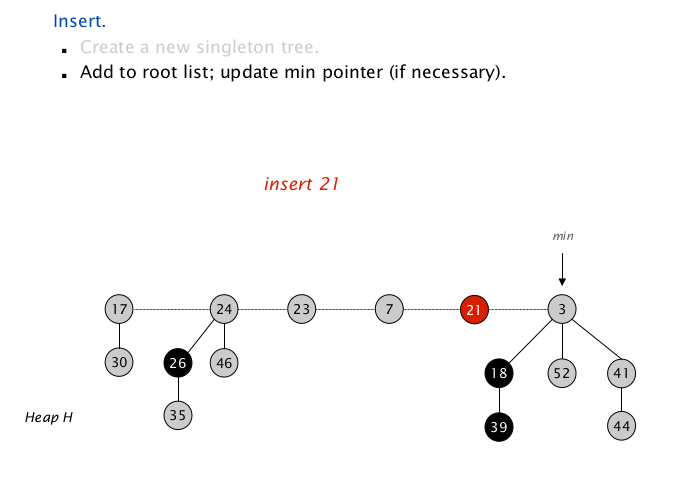 Insert.
▪ Create a new singleton tree.
▪ Add to root list; update min pointer (if necessary).
insert 21
min
17 24 23 7 21 3
30 26 46 18 52 41
35 39 44
Heap H